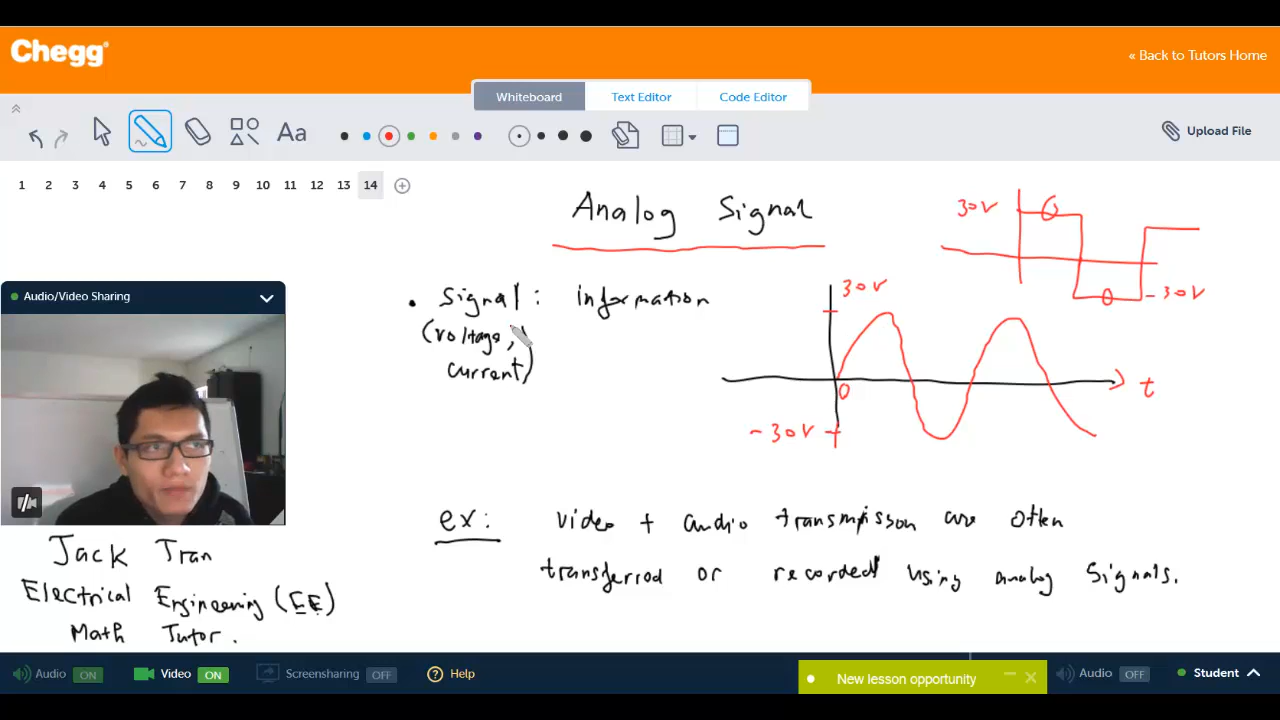 Chegg
« Back to Tutors Home
Whiteboard
Text Editor
Code Editor
Aa
Upload File
1 2 3 4 5 6 7 8 9 10 11 12 13 14
Analog Signal
30V
-30V
Audio/Video Sharing
• Signal: information
(voltage,
current)
30V
0
t
-30V
ex: video + audio transmission are often
transferrod or recorded using analog signals.
Jack Tran
Electrical Engineering (EE)
Math Tutor.
Audio ON
Video ON
Screensharing OFF
? Help
New lesson opportunity
Audio OFF
Student